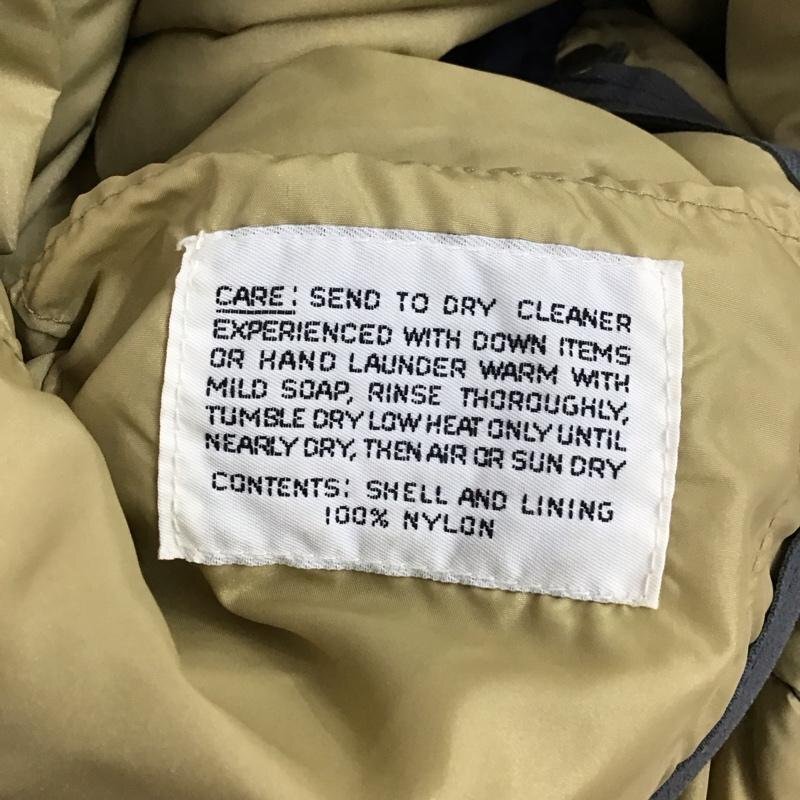 CARE: SEND TO DRY CLEANER
EXPERIENCED WITH DOWN ITEMS
OR HAND LAUNDER WARM WITH
MILD SOAP, RINSE THOROUGHLY,
TUMBLE DRY LOW HEAT ONLY UNTIL
NEARLY DRY, THEN AIR OR SUN DRY
CONTENTS: SHELL AND LINING
100% NYLON